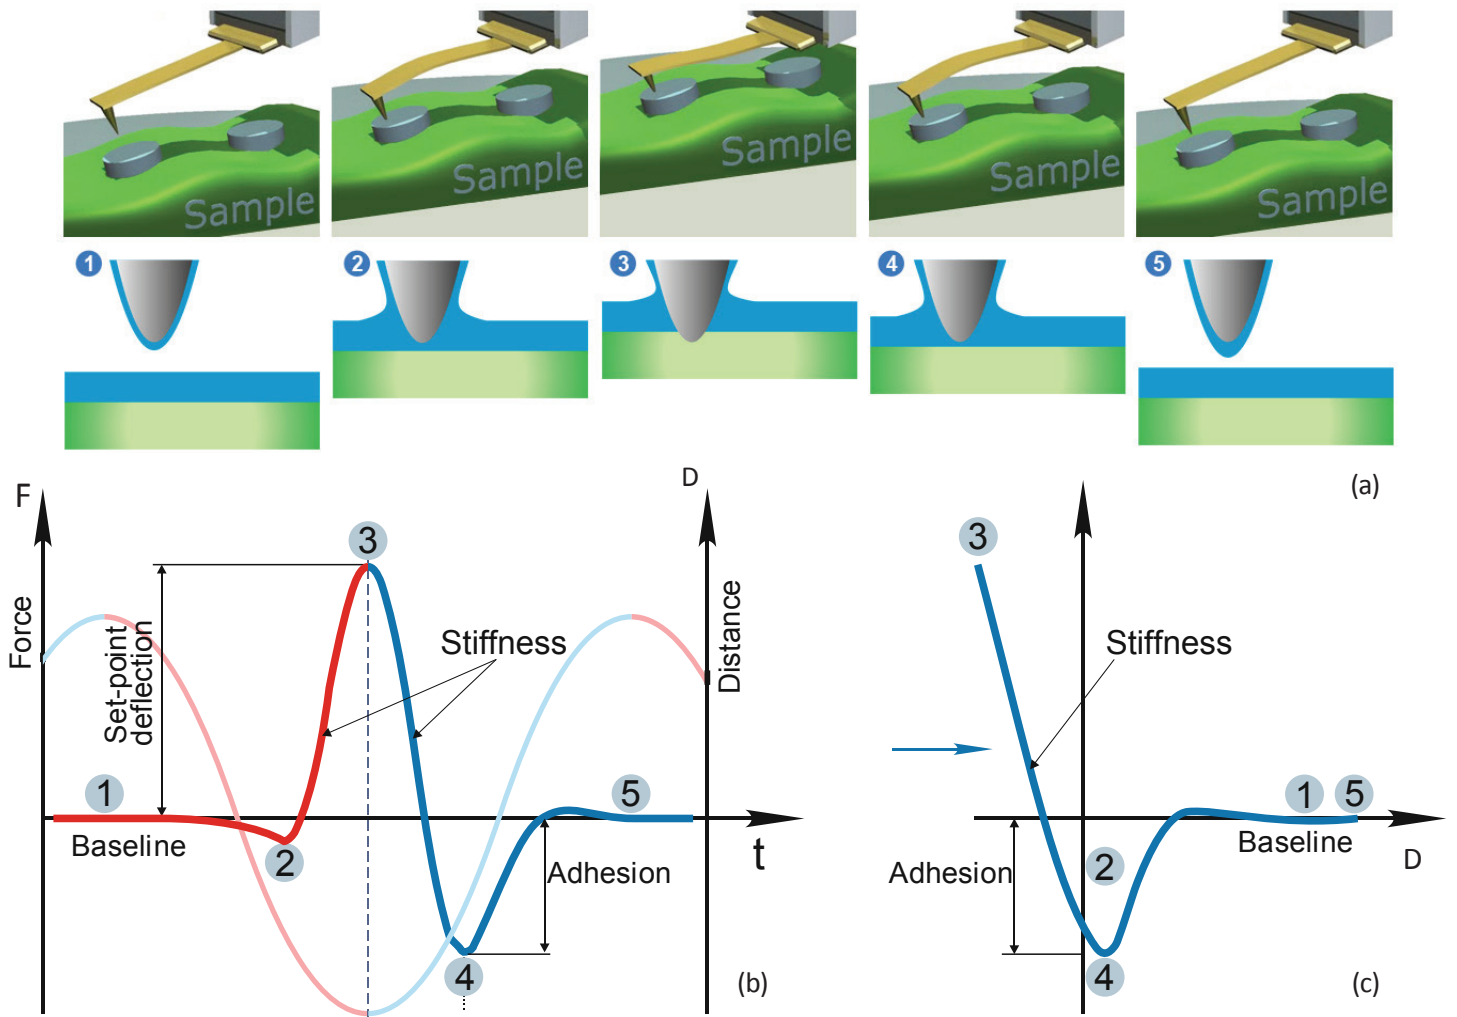 Sample
Sample
Sample
Sample
Sample
1
2
3
4
5
(a)
F
D
Force
Set-point
deflection
3
Stiffness
Distance
1
Baseline
2
5
t
Adhesion
4
(b)
3
Stiffness
1 5
Baseline
D
2
Adhesion
4
(c)